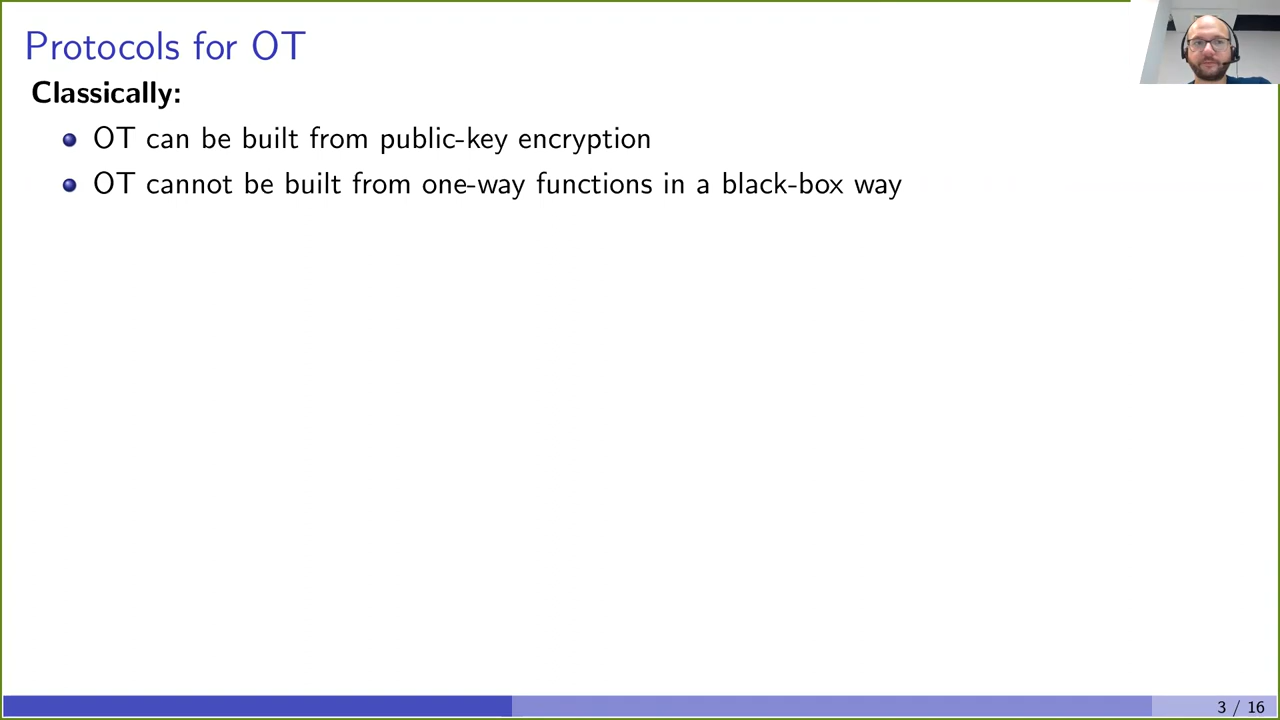 Protocols for OT
Classically:
OT can be built from public-key encryption
OT cannot be built from one-way functions in a black-box way
3 / 16